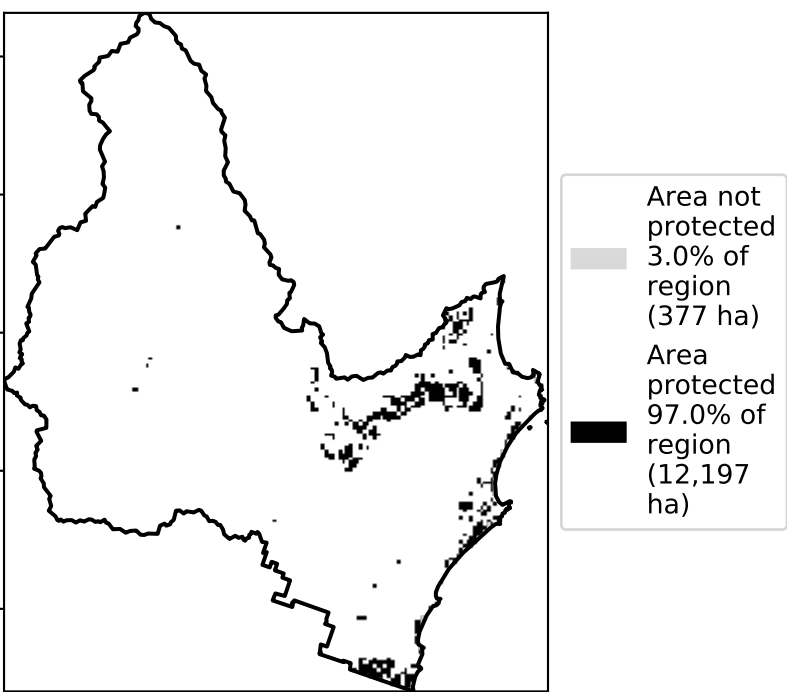 Area not
protected
3.0% of
region
(377 ha)
Area
protected
97.0% of
region
(12,197
ha)